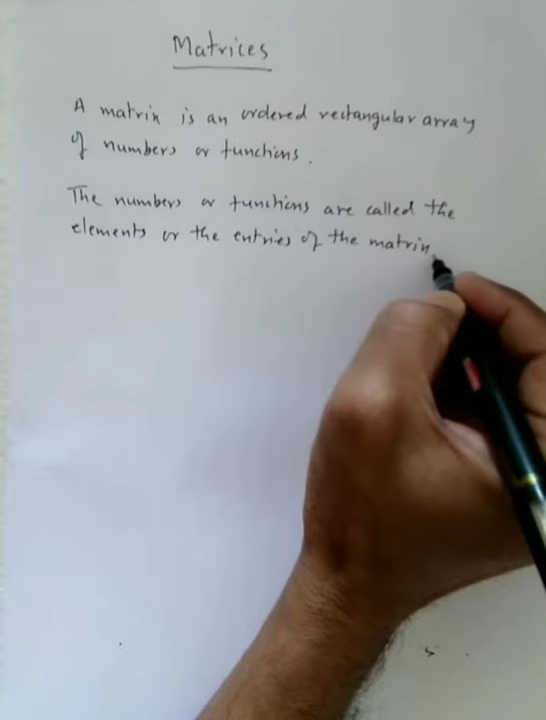 Matrices
A matrix is an ordered rectangular array
of numbers or functions.
The numbers or functions are called the
elements or the entries of the matrix